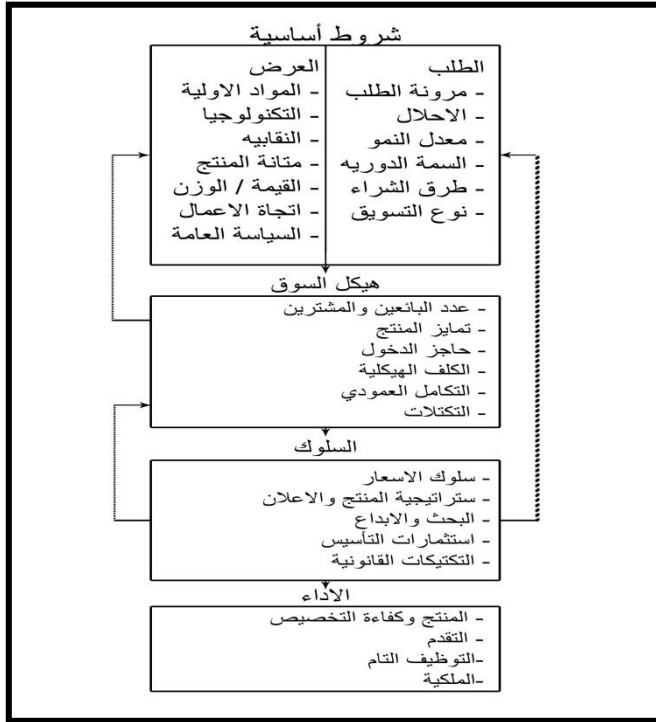 شروط أساسية
الطلب
- مرونة الطلب
- الاحلال
- معدل النمو
- السمة الدوريه
- طرق الشراء
- نوع التسويق
العرض
- المواد الاولية
- التكنولوجيا
- النقابيه
- متانة المنتج
- القيمة / الوزن
- اتجاة الاعمال
- السياسة العامة
هيكل السوق
- عدد البائعين والمشترين
- تمايز المنتج
- حاجز الدخول
- الكلف الهيكلية
- التكامل العمودي
- التكتلات
السلوك
- سلوك الاسعار
- ستراتيجية المنتج والاعلان
- البحث والابداع
- استثمارات التأسيس
- التكتيكات القانونية
الاداء
- المنتج وكفاءة التخصيص
- التقدم
-التوظيف التام
-الملكية